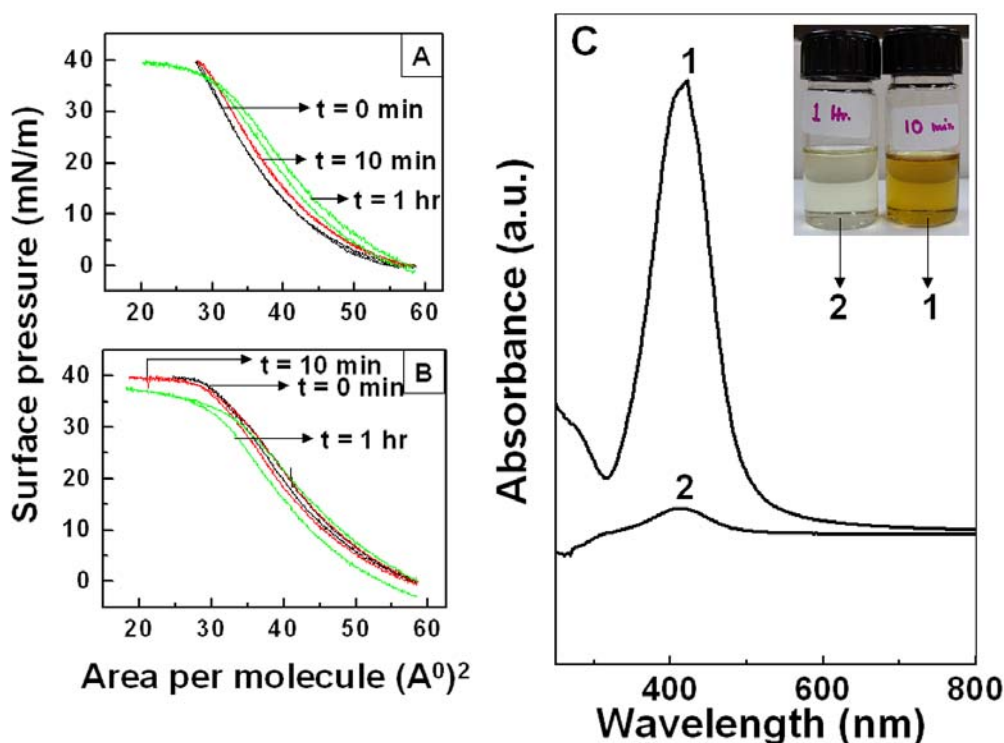 A
Surface pressure (mN/m)
40
30
20
10
0
t = 0 min
t = 10 min
t = 1 hr
20 30 40 50 60
B
40
30
20
10
0
t = 10 min
t = 0 min
t = 1 hr
20 30 40 50 60
Area per molecule (A⁰)²
C
Absorbance (a.u.)
1
2
1 Hr.
10 min
2 1
400 600 800
Wavelength (nm)